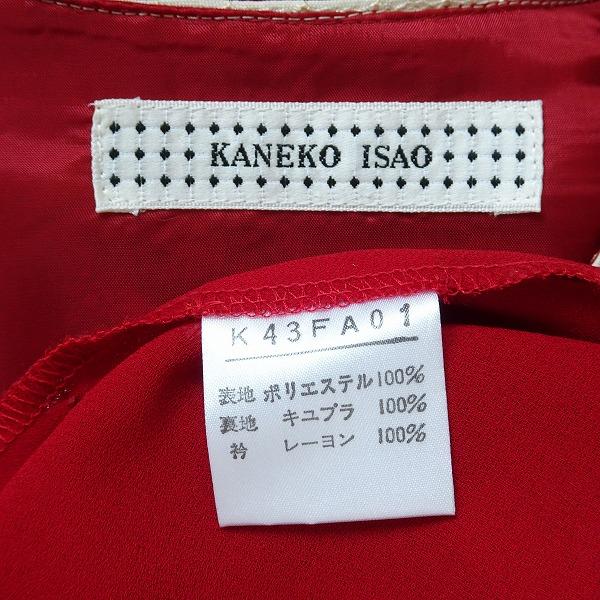 KANEKO ISAO
K43FA01
表地 ポリエステル100%
裏地 キユプラ 100%
衿 レーヨン 100%